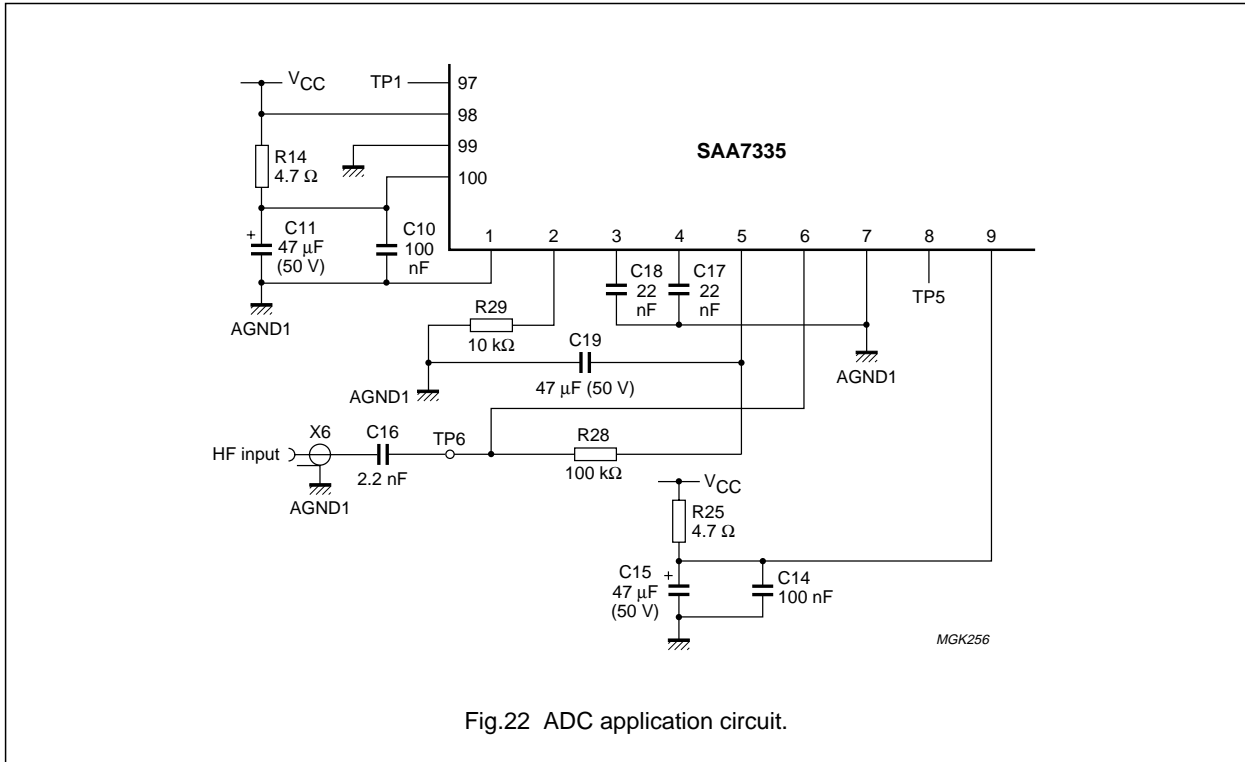 VCC
TP1
97
98
99
100
SAA7335
R14
4.7 Ω
+
C11
47 μF
(50 V)
C10
100
nF
AGND1
1
2
3
4
5
6
7
8
9
C18
22
nF
C17
22
nF
TP5
R29
10 kΩ
C19
47 μF (50 V)
AGND1
AGND1
HF input
X6
C16
2.2 nF
TP6
R28
100 kΩ
AGND1
VCC
R25
4.7 Ω
C15
+
47 μF
(50 V)
C14
100 nF
MGK256
Fig.22 ADC application circuit.